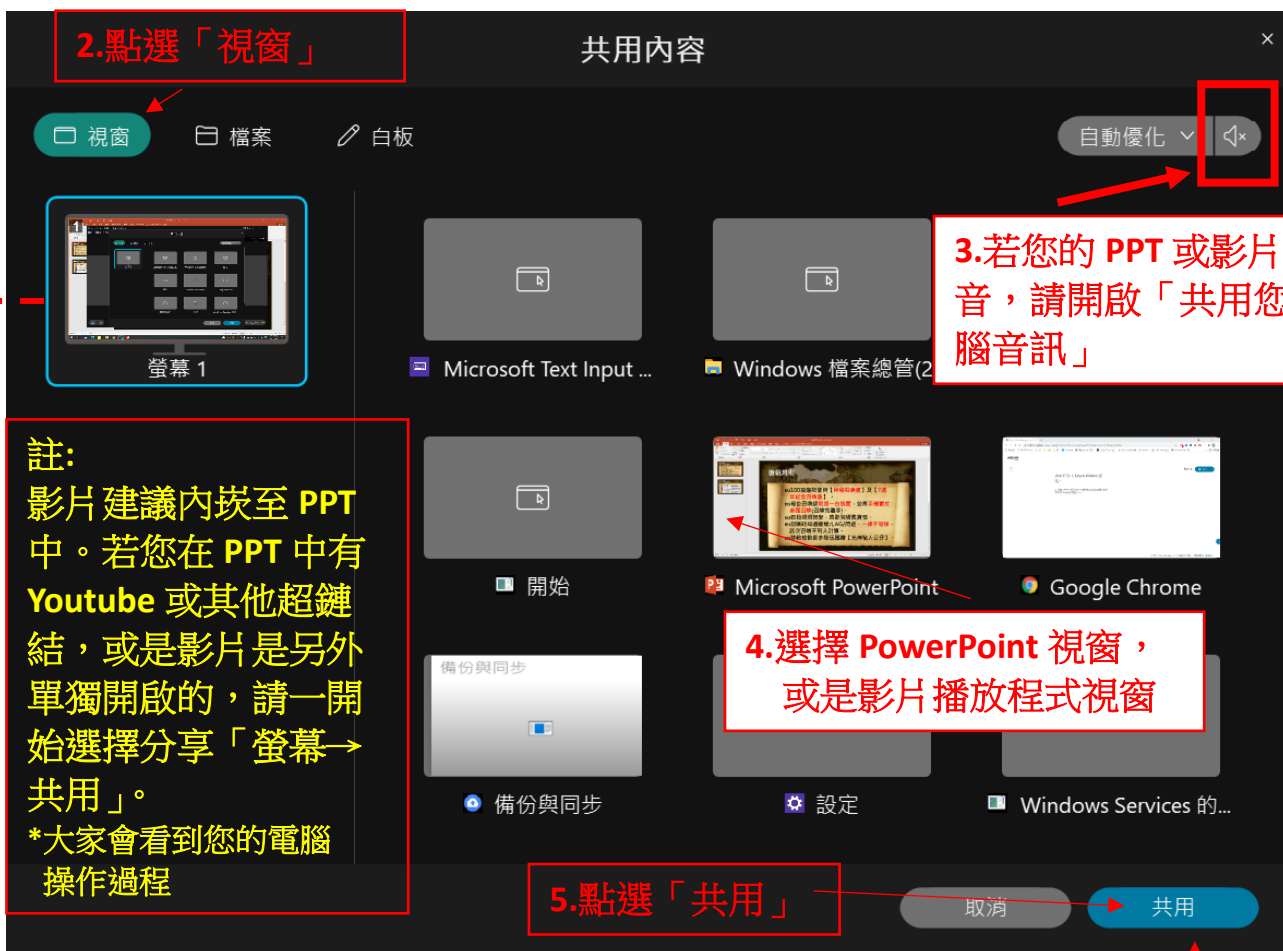 2.點選「視窗」
共用內容
視窗
檔案
白板
自動優化
3.若您的 PPT 或影片
音，請開啟「共用您
腦音訊」
1
螢幕 1
Microsoft Text Input ...
Windows 檔案總管(2
註:
影片建議內崁至 PPT
中。若您在 PPT 中有
Youtube 或其他超鏈
結，或是影片是另外
單獨開啟的，請一開
始選擇分享「螢幕→
共用」。
*大家會看到您的電腦
操作過程
開始
Microsoft PowerPoint
Google Chrome
4.選擇 PowerPoint 視窗，
或是影片播放程式視窗
備份與同步
備份與同步
設定
Windows Services 的...
5.點選「共用」
取消
共用